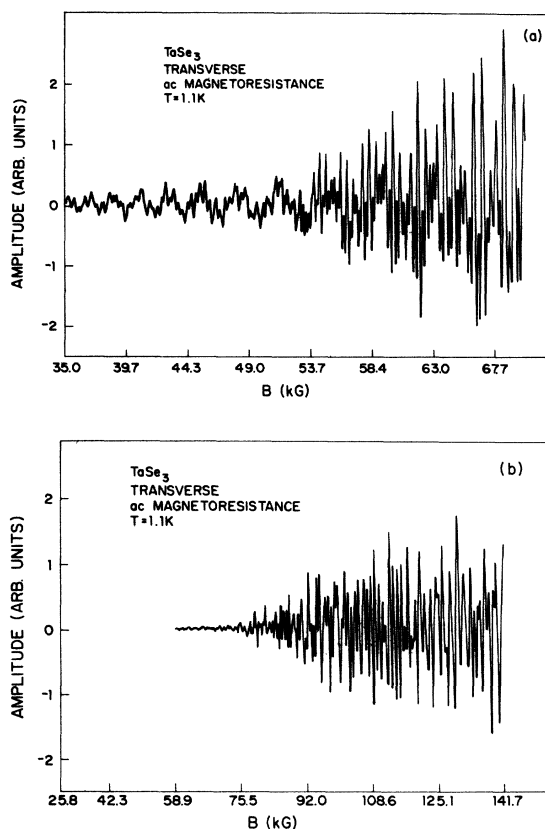 (a)
TaSe₃
TRANSVERSE
ac MAGNETORESISTANCE
T=1.1K
AMPLITUDE (ARB. UNITS)
2
1
0
-1
-2
35.0 39.7 44.3 49.0 53.7 58.4 63.0 67.7
B (kG)
(b)
TaSe₃
TRANSVERSE
ac MAGNETORESISTANCE
T=1.1K
AMPLITUDE (ARB. UNITS)
2
1
0
-1
-2
25.8 42.3 58.9 75.5 92.0 108.6 125.1 141.7
B (kG)